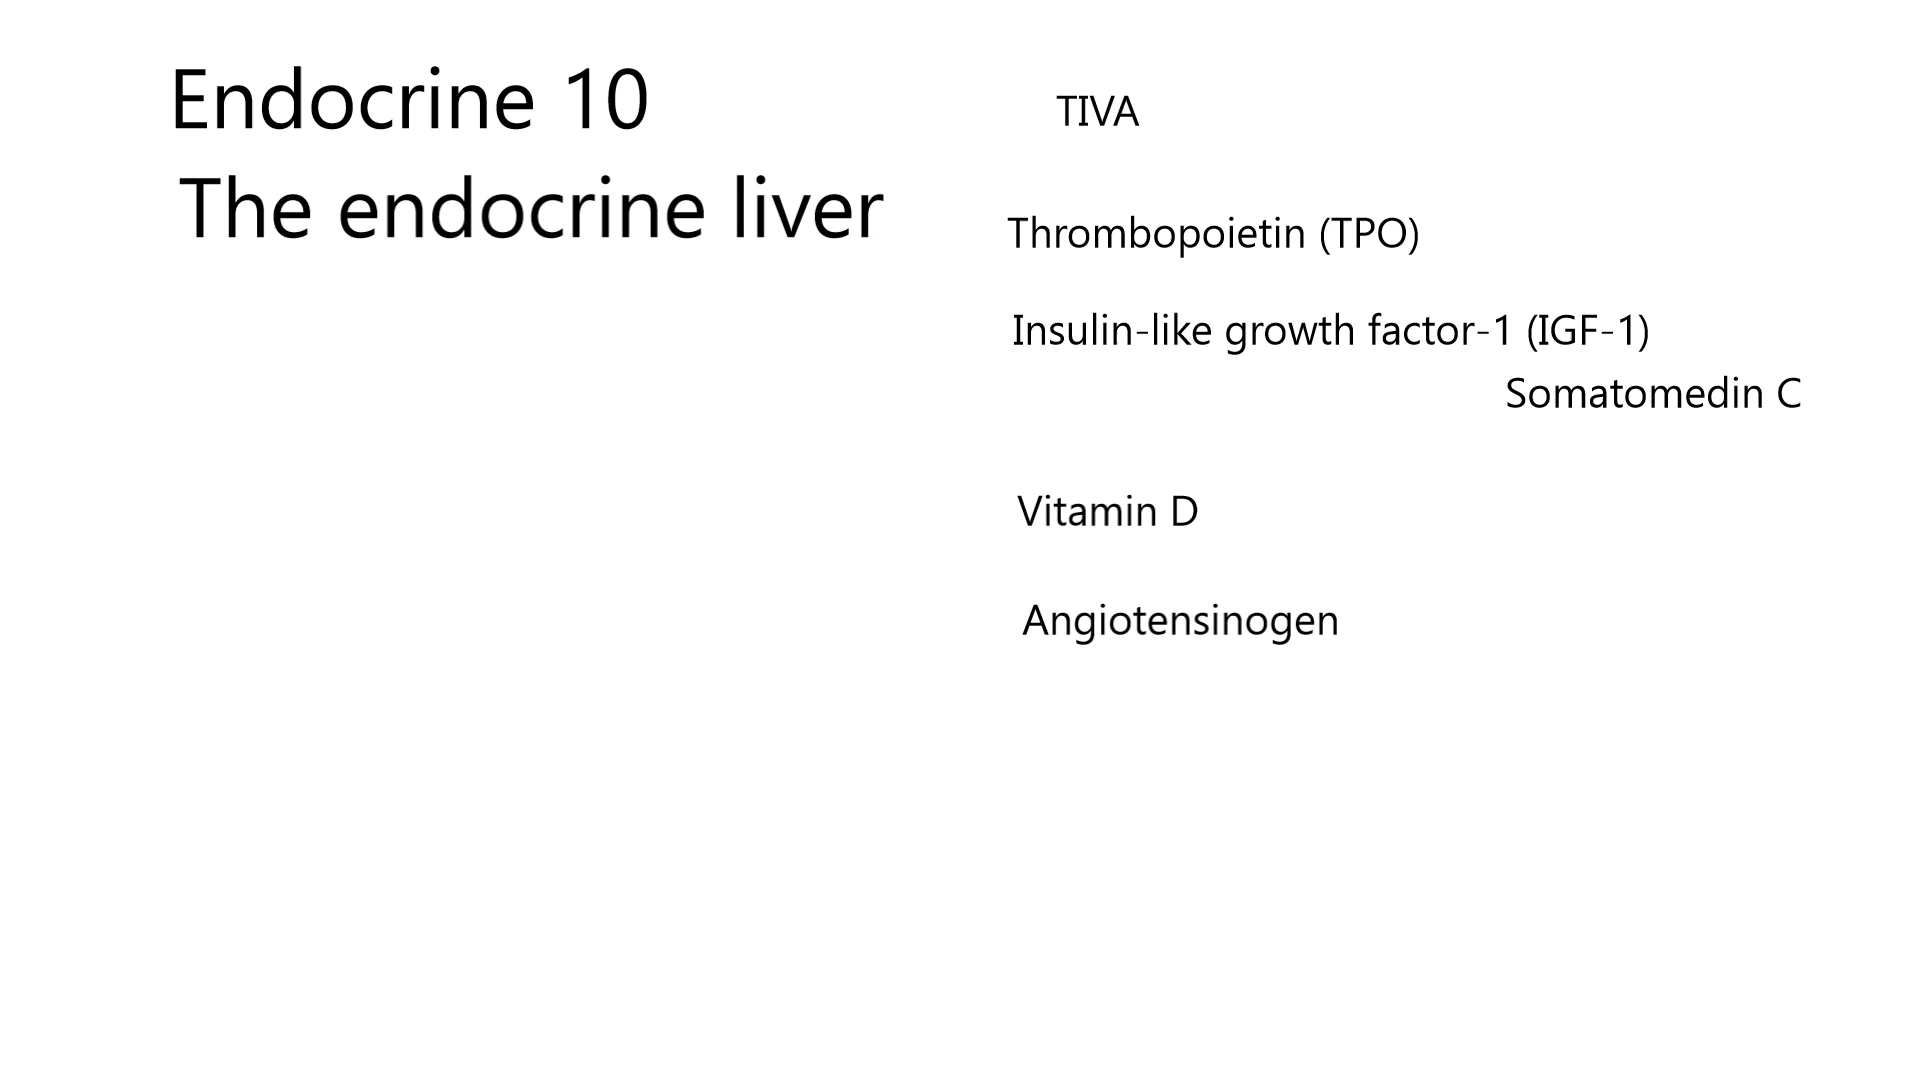 Endocrine 10
The endocrine liver
TIVA
Thrombopoietin (TPO)
Insulin-like growth factor-1 (IGF-1)
Somatomedin C
Vitamin D
Angiotensinogen